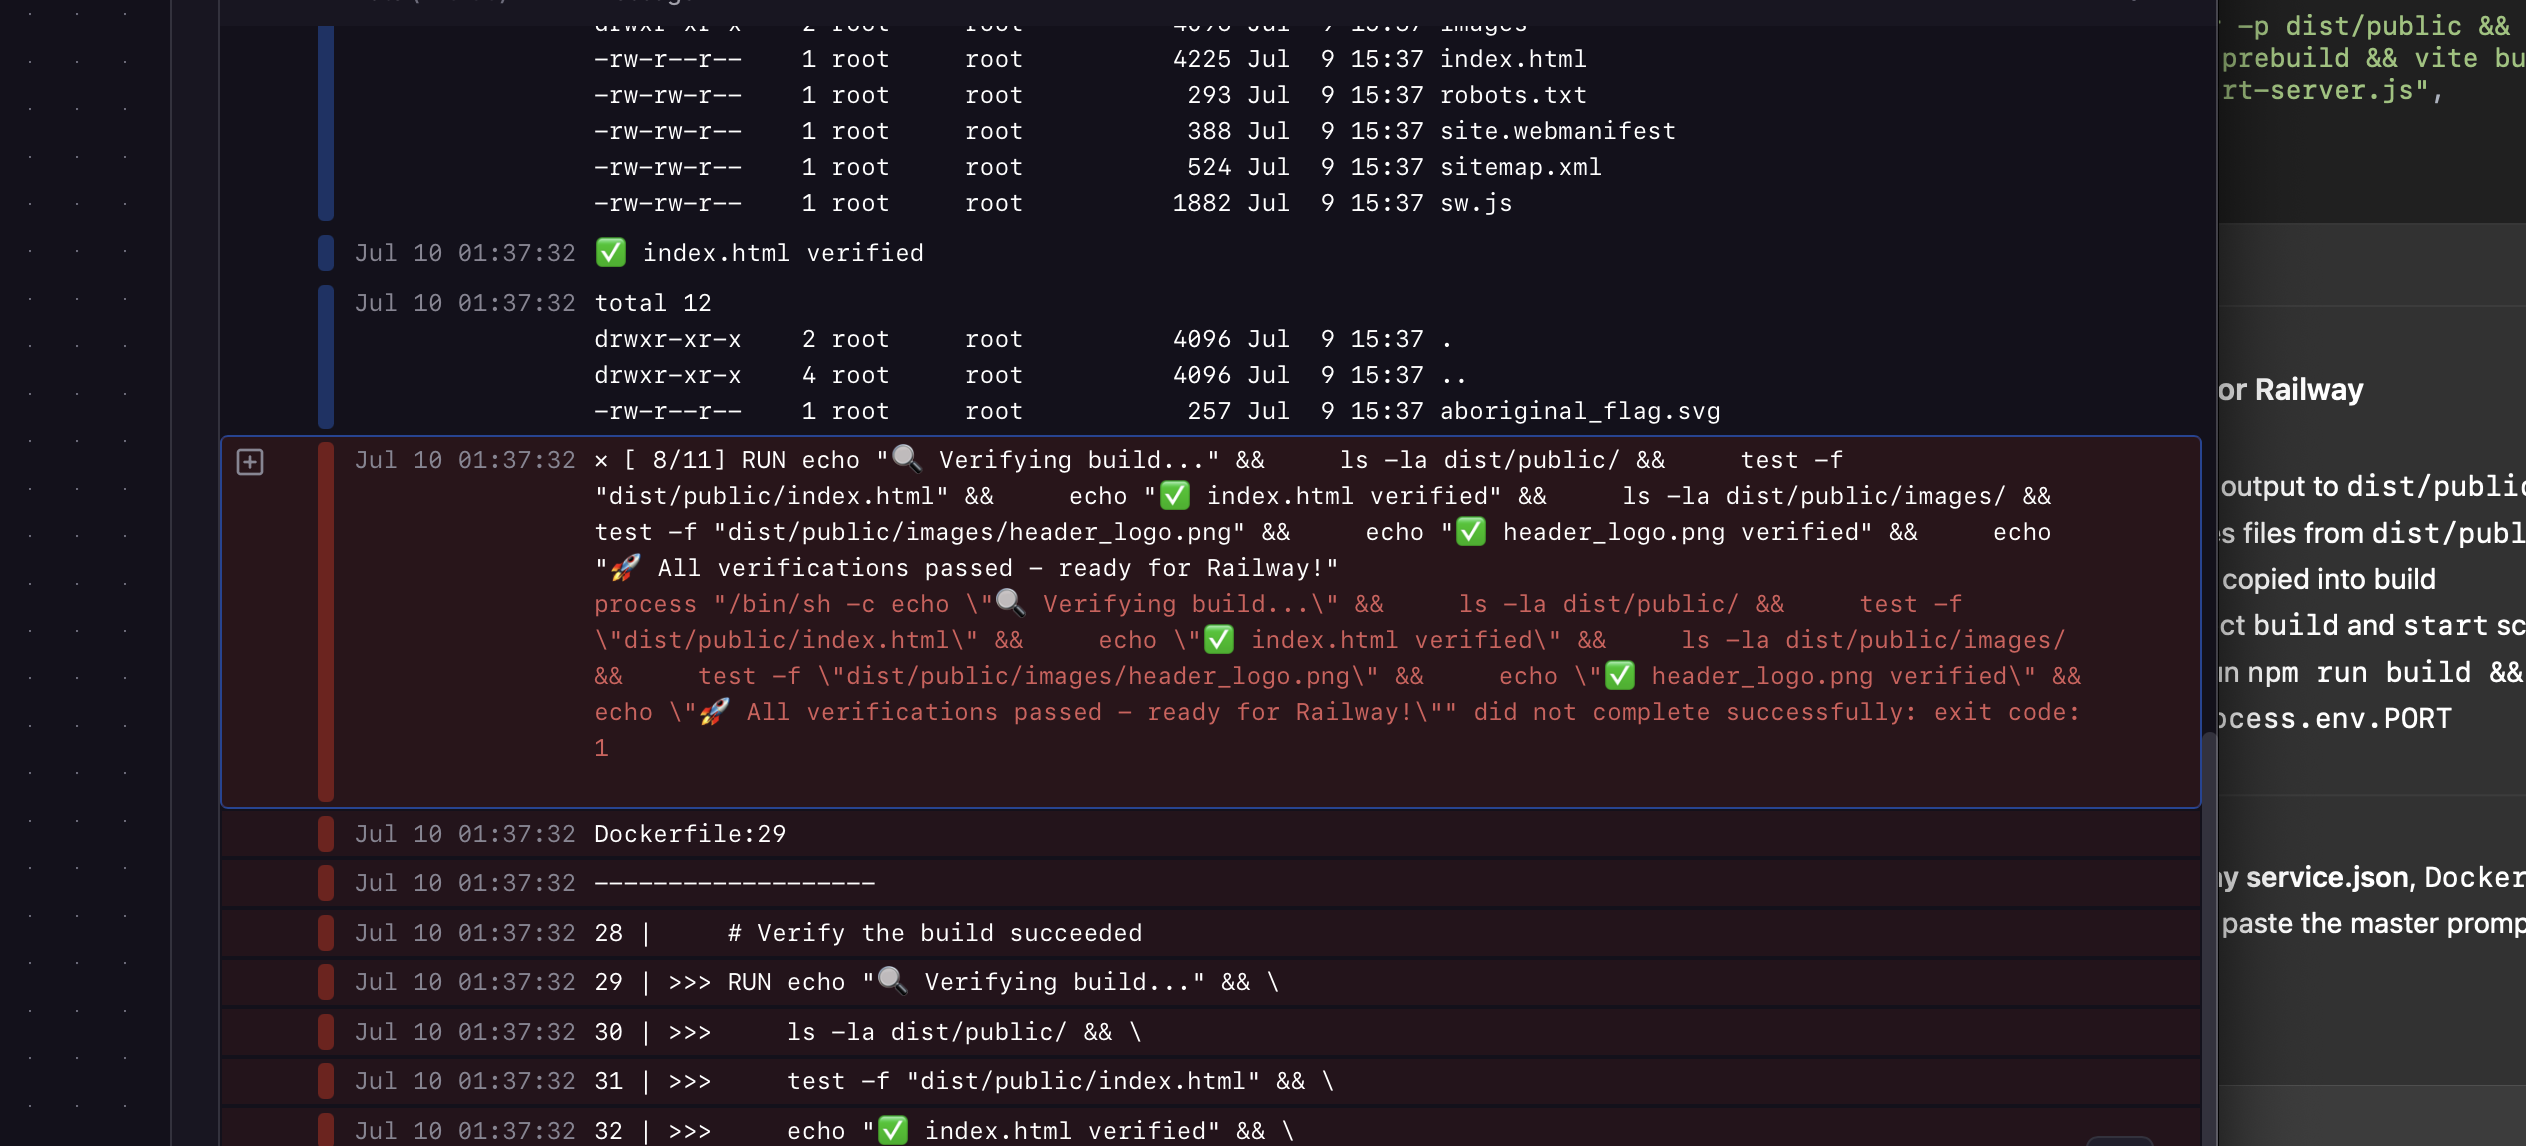 drwxr-xr-x    2 root     root          4096 Jul  9 15:37 images
-rw-r--r--    1 root     root          4225 Jul  9 15:37 index.html
-rw-rw-r--    1 root     root           293 Jul  9 15:37 robots.txt
-rw-rw-r--    1 root     root           388 Jul  9 15:37 site.webmanifest
-rw-rw-r--    1 root     root           524 Jul  9 15:37 sitemap.xml
-rw-rw-r--    1 root     root          1882 Jul  9 15:37 sw.js
Jul 10 01:37:32 ✅ index.html verified
Jul 10 01:37:32 total 12
drwxr-xr-x    2 root     root          4096 Jul  9 15:37 .
drwxr-xr-x    4 root     root          4096 Jul  9 15:37 ..
-rw-r--r--    1 root     root           257 Jul  9 15:37 aboriginal_flag.svg
Jul 10 01:37:32 × [ 8/11] RUN echo "🔍 Verifying build..." &&     ls -la dist/public/ &&     test -f
"dist/public/index.html" &&     echo "✅ index.html verified" &&     ls -la dist/public/images/ &&
test -f "dist/public/images/header_logo.png" &&     echo "✅ header_logo.png verified" &&     echo
"🚀 All verifications passed - ready for Railway!"
process "/bin/sh -c echo \"🔍 Verifying build...\" &&     ls -la dist/public/ &&     test -f
\"dist/public/index.html\" &&     echo \"✅ index.html verified\" &&     ls -la dist/public/images/
&&     test -f \"dist/public/images/header_logo.png\" &&     echo \"✅ header_logo.png verified\" &&
echo \"🚀 All verifications passed - ready for Railway!\"" did not complete successfully: exit code:
1
Jul 10 01:37:32 Dockerfile:29
Jul 10 01:37:32 -------------------
Jul 10 01:37:32 28 |     # Verify the build succeeded
Jul 10 01:37:32 29 | >>> RUN echo "🔍 Verifying build..." && \
Jul 10 01:37:32 30 | >>>     ls -la dist/public/ && \
Jul 10 01:37:32 31 | >>>     test -f "dist/public/index.html" && \
Jul 10 01:37:32 32 | >>>     echo "✅ index.html verified" && \
-p dist/public &&
prebuild && vite bu
rt-server.js",
or Railway
output to dist/public
s files from dist/publ
copied into build
ct build and start sc
un npm run build &&
ocess.env.PORT
y service.json, Docker
paste the master promp